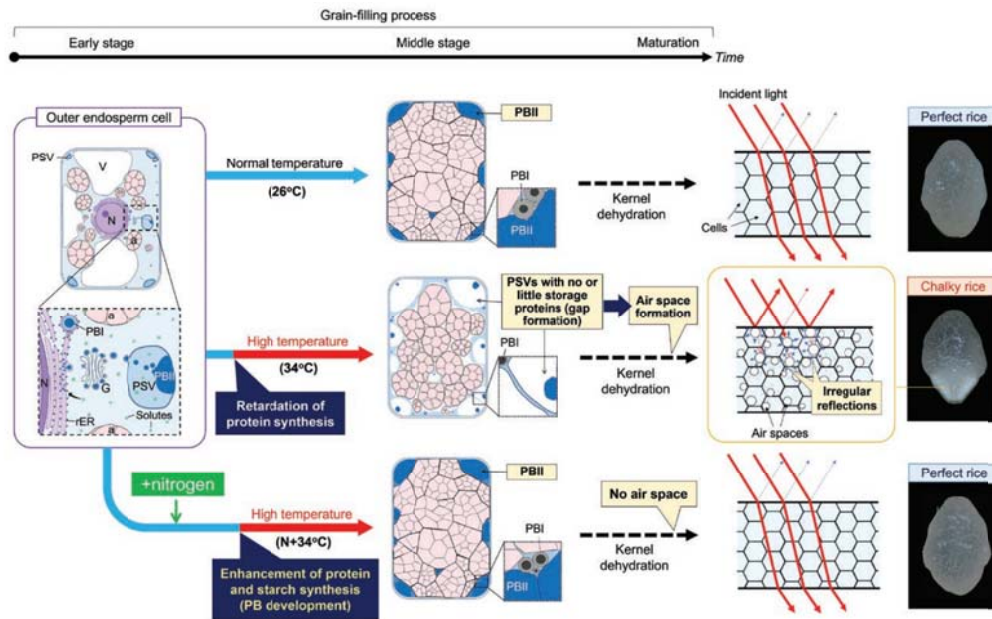 Grain-filling process
Early stage
Middle stage
Maturation
Time
Outer endosperm cell
PSV
V
N
a
PBI
a
N
G
PSV
PBII
rER
Solutes
a
Normal temperature
(26°C)
PBII
PBI
PBII
Kernel
dehydration
Incident light
Cells
Perfect rice
High temperature
(34°C)
Retardation of
protein synthesis
PSVs with no or
little storage
proteins (gap
formation)
PBI
Air space
formation
Kernel
dehydration
Irregular
reflections
Air spaces
Chalky rice
+nitrogen
High temperature
(N+34°C)
Enhancement of protein
and starch synthesis
(PB development)
PBII
PBI
PBII
No air space
Kernel
dehydration
Perfect rice